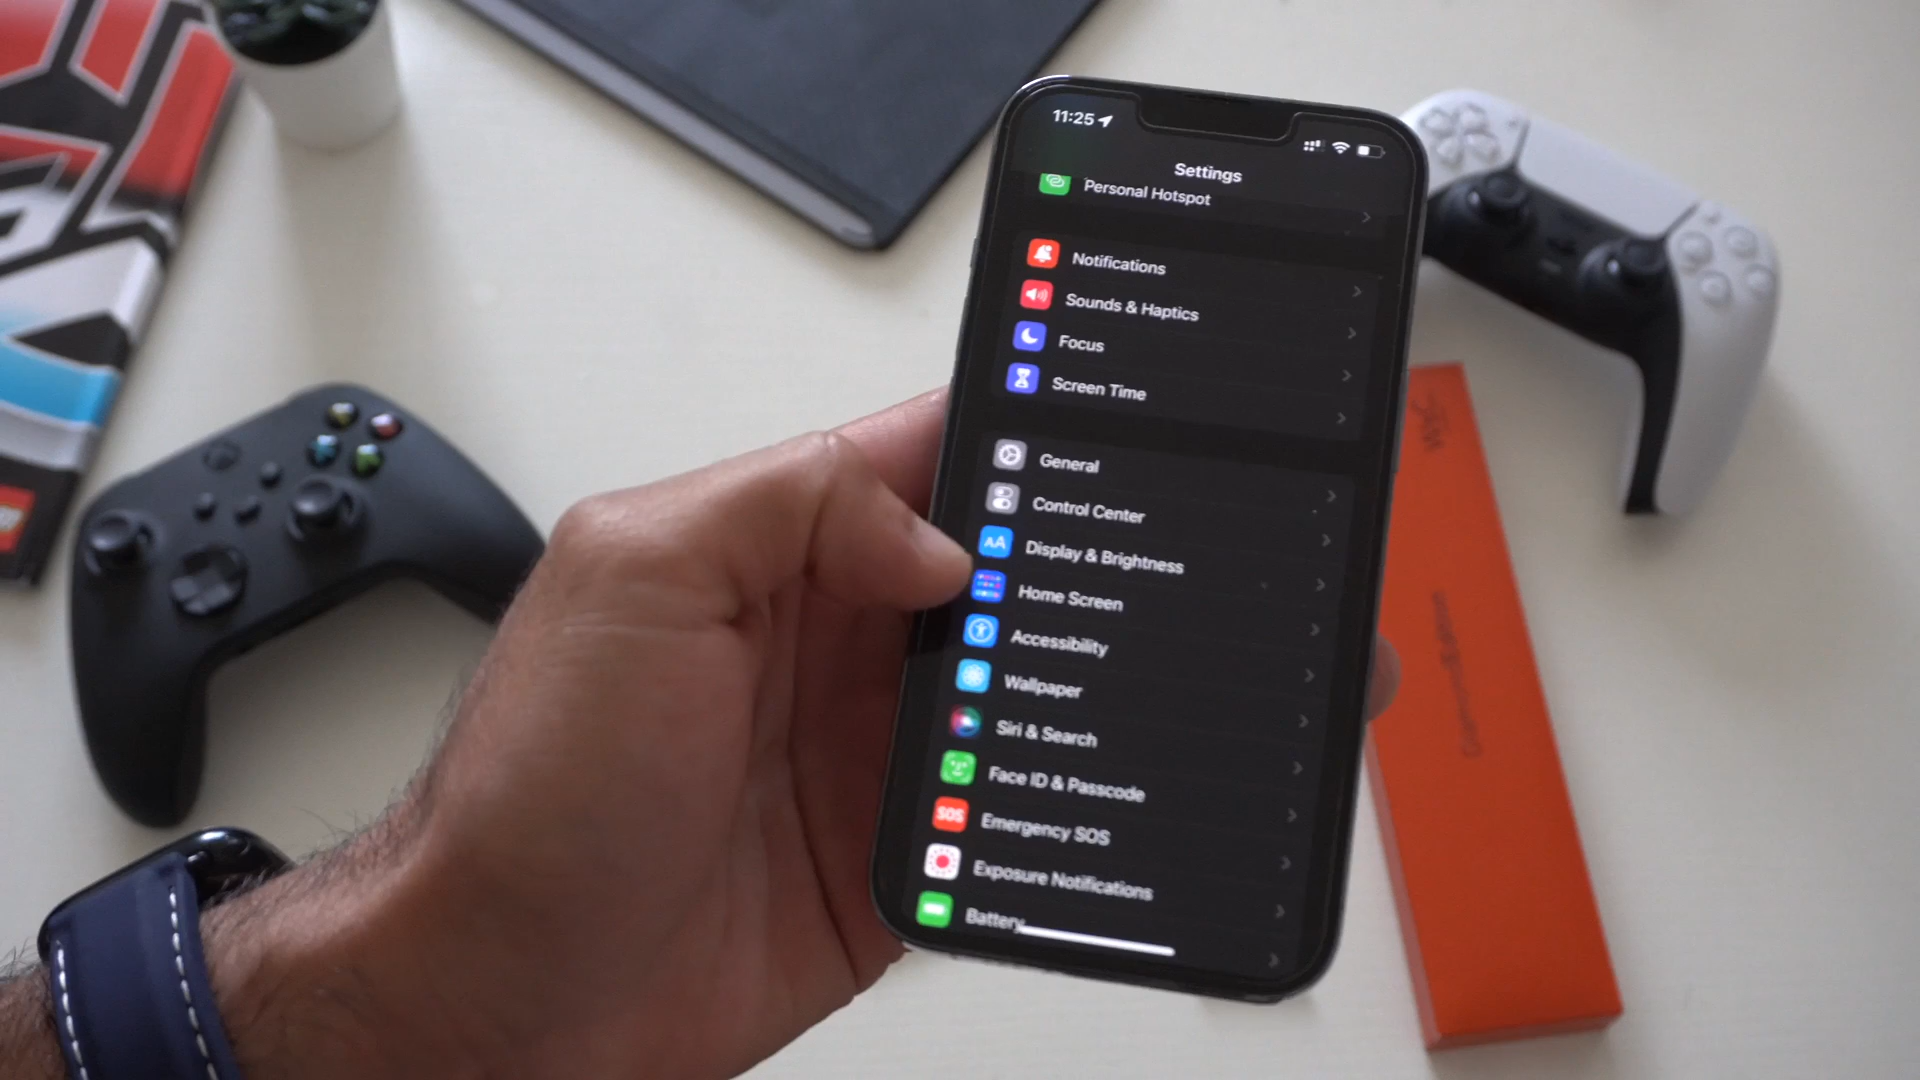 11:25
Settings
Personal Hotspot
Notifications
Sounds & Haptics
Focus
Screen Time
General
Control Center
AA
Display & Brightness
Home Screen
Accessibility
Wallpaper
Siri & Search
Face ID & Passcode
SOS
Emergency SOS
Exposure Notifications
Battery